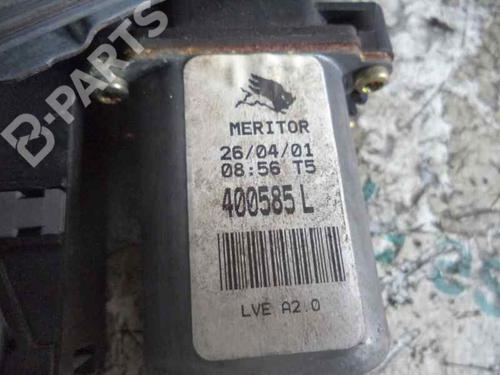 B-PARTS
MERITOR
26/04/01
08:56 T5
400585 L
LVE A2.0